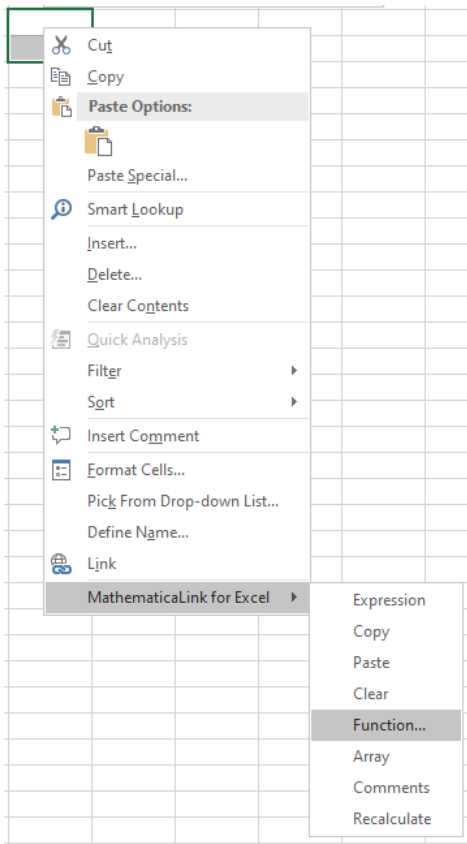 Cut
Copy
Paste Options:
Paste Special...
Smart Lookup
Insert...
Delete...
Clear Contents
Quick Analysis
Filter
Sort
Insert Comment
Format Cells...
Pick From Drop-down List...
Define Name...
Link
MathematicaLink for Excel
Expression
Copy
Paste
Clear
Function...
Array
Comments
Recalculate